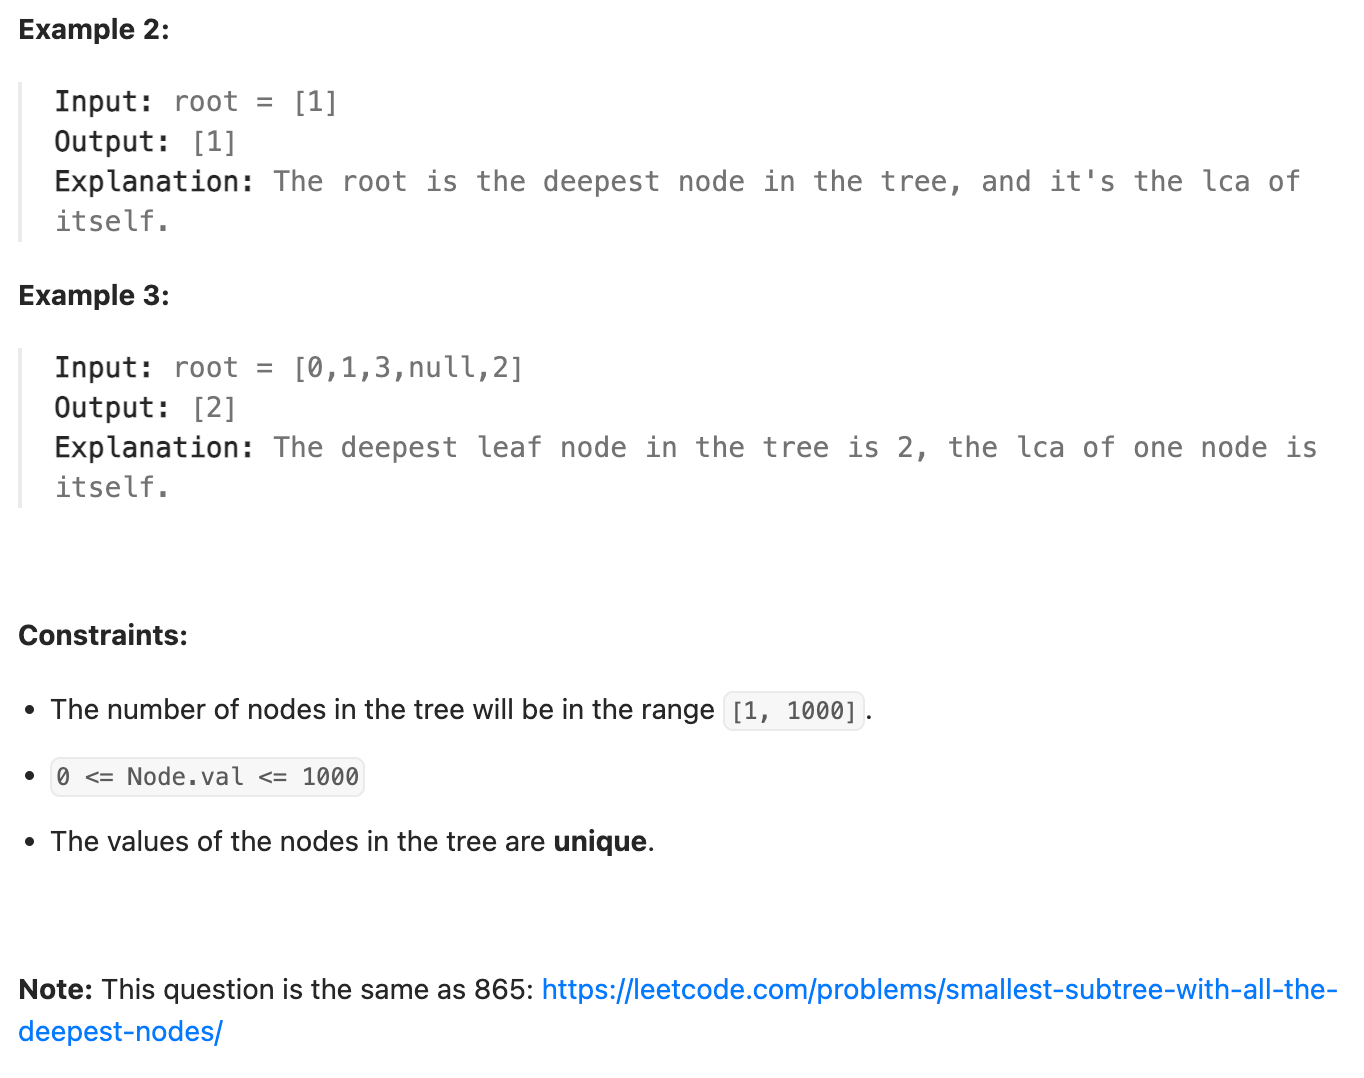 Example 2:
Input: root = [1]
Output: [1]
Explanation: The root is the deepest node in the tree, and it's the lca of
itself.
Example 3:
Input: root = [0,1,3,null,2]
Output: [2]
Explanation: The deepest leaf node in the tree is 2, the lca of one node is
itself.
Constraints:
• The number of nodes in the tree will be in the range [1, 1000].
• 0 <= Node.val <= 1000
• The values of the nodes in the tree are unique.
Note: This question is the same as 865: https://leetcode.com/problems/smallest-subtree-with-all-the-
deepest-nodes/